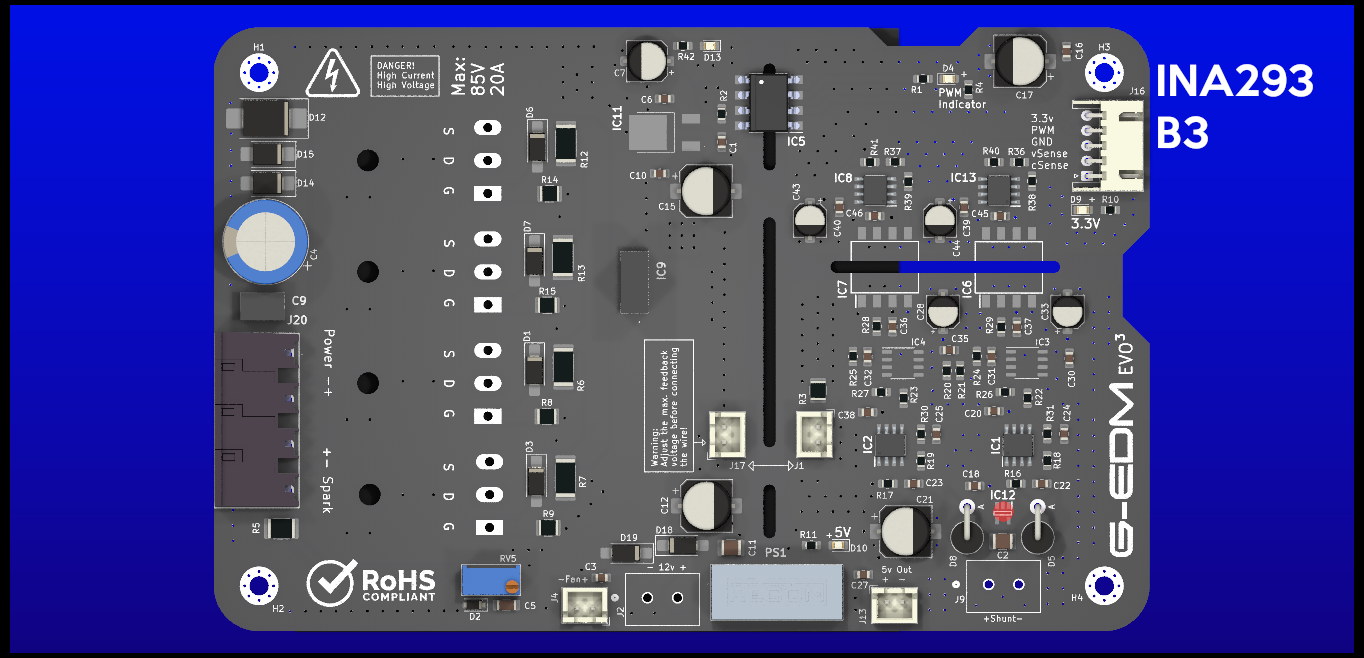 H1
DANGER!
High Current
High Voltage
Max:
85V
20A
C7
R42
D13
C16
H3
D4
+
R1
R4
PWM
Indicator
C17
INA293
B3
J16
3.3v
PWM
GND
vSense
cSense
D12
D15
D14
C4
+
C9
J20
Power -+
+- Spark
R5
S
D
G
S
D
G
S
D
G
S
D
G
D6
R12
R14
D7
R13
R15
D1
R6
R8
D3
R7
R9
C6
R2
IC11
C1
IC5
C10
C15
IC9
R41
R37
R40
R36
IC8
IC13
R39
R38
C43
C46
C40
C45
C39
C44
D9 +
R10
3.3V
IC7
IC6
C28
C33
R28
C36
R29
C37
IC4
C35
IC3
R25
C32
R20
R21
R24
C31
C30
R27
R23
R26
R22
R3
C38
R30
C25
C20
R31
C24
IC2
IC1
R19
R18
Warning:
Adjust the max. feedback
voltage before connecting
the wire!
J17
J1
R17
C23
C18
R16
C22
C12
C21
IC12
A
A
D8
C2
D5
G-EDM EVO³
R11
+5V
D10
D18
D19
C11
PS1
RoHS
COMPLIANT
H2
RV5
D2
C5
C3
-Fan+
J4
- 12v +
J2
RECOM
C27
5v Out
+ -
J13
J9
+Shunt-
H4